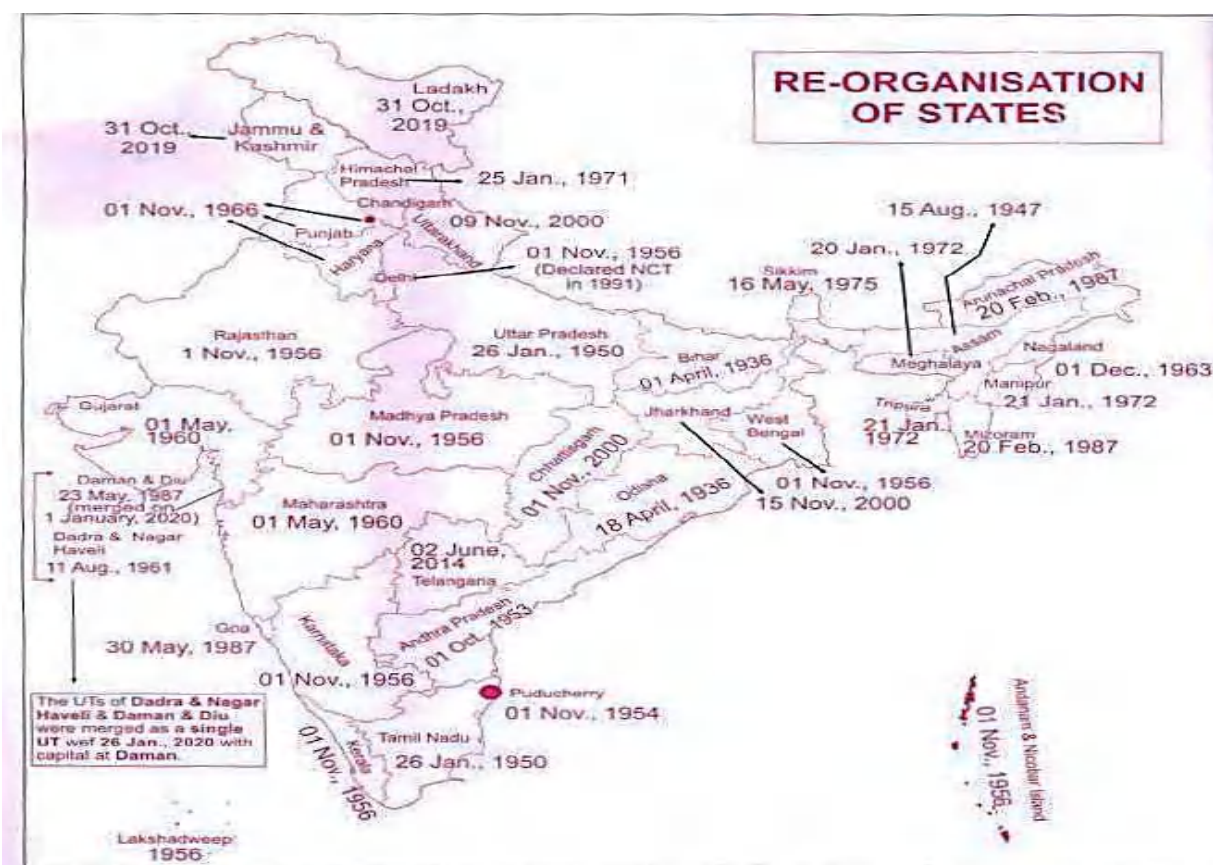 RE-ORGANISATION
OF STATES
Ladakh
31 Oct.,
2019
31 Oct.,
2019
Jammu &
Kashmir
Himachal
Pradesh
25 Jan., 1971
Chandigarh
01 Nov., 1966
Punjab
Haryana
Uttarakhand
09 Nov., 2000
Delhi
01 Nov., 1956
(Declared NCT
in 1991)
15 Aug., 1947
20 Jan., 1972
Sikkim
16 May, 1975
Arunachal Pradesh
20 Feb., 1987
Assam
Meghalaya
Nagaland
01 Dec., 1963
Manipur
21 Jan., 1972
Tripura
21 Jan.,
1972
Mizoram
20 Feb., 1987
Rajasthan
1 Nov., 1956
Uttar Pradesh
26 Jan., 1950
Bihar
01 April, 1936
Gujarat
01 May,
1960
Madhya Pradesh
01 Nov., 1956
Jharkhand
West
Bengal
01 Nov., 1956
15 Nov., 2000
Chhattisgarh
01 Nov., 2000
Odisha
18 April, 1936
Daman & Diu
23 May, 1987
(merged on
1 January, 2020)
Dadra & Nagar
Haveli
11 Aug., 1961
Maharashtra
01 May, 1960
02 June,
2014
Telangana
Andhra Pradesh
01 Oct., 1953
Goa
30 May, 1987
Karnataka
01 Nov., 1956
Puducherry
01 Nov., 1954
Tamil Nadu
26 Jan., 1950
Kerala
01 Nov., 1956
The UTs of Dadra & Nagar
Haveli & Daman & Diu
were merged as a single
UT wef 26 Jan., 2020 with
capital at Daman.
Lakshadweep
1956
Andaman & Nicobar Island
01 Nov., 1956